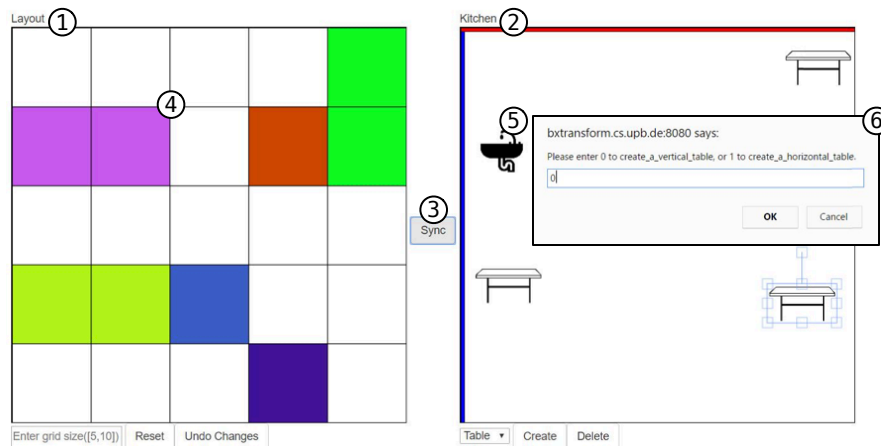 Layout 1
Kitchen 2
4
5
6
bxtransform.cs.upb.de:8080 says:
Please enter 0 to create_a_vertical_table, or 1 to create_a_horizontal_table.
0
OK Cancel
3
Sync
Enter grid size([5,10]) Reset Undo Changes
Table Create Delete